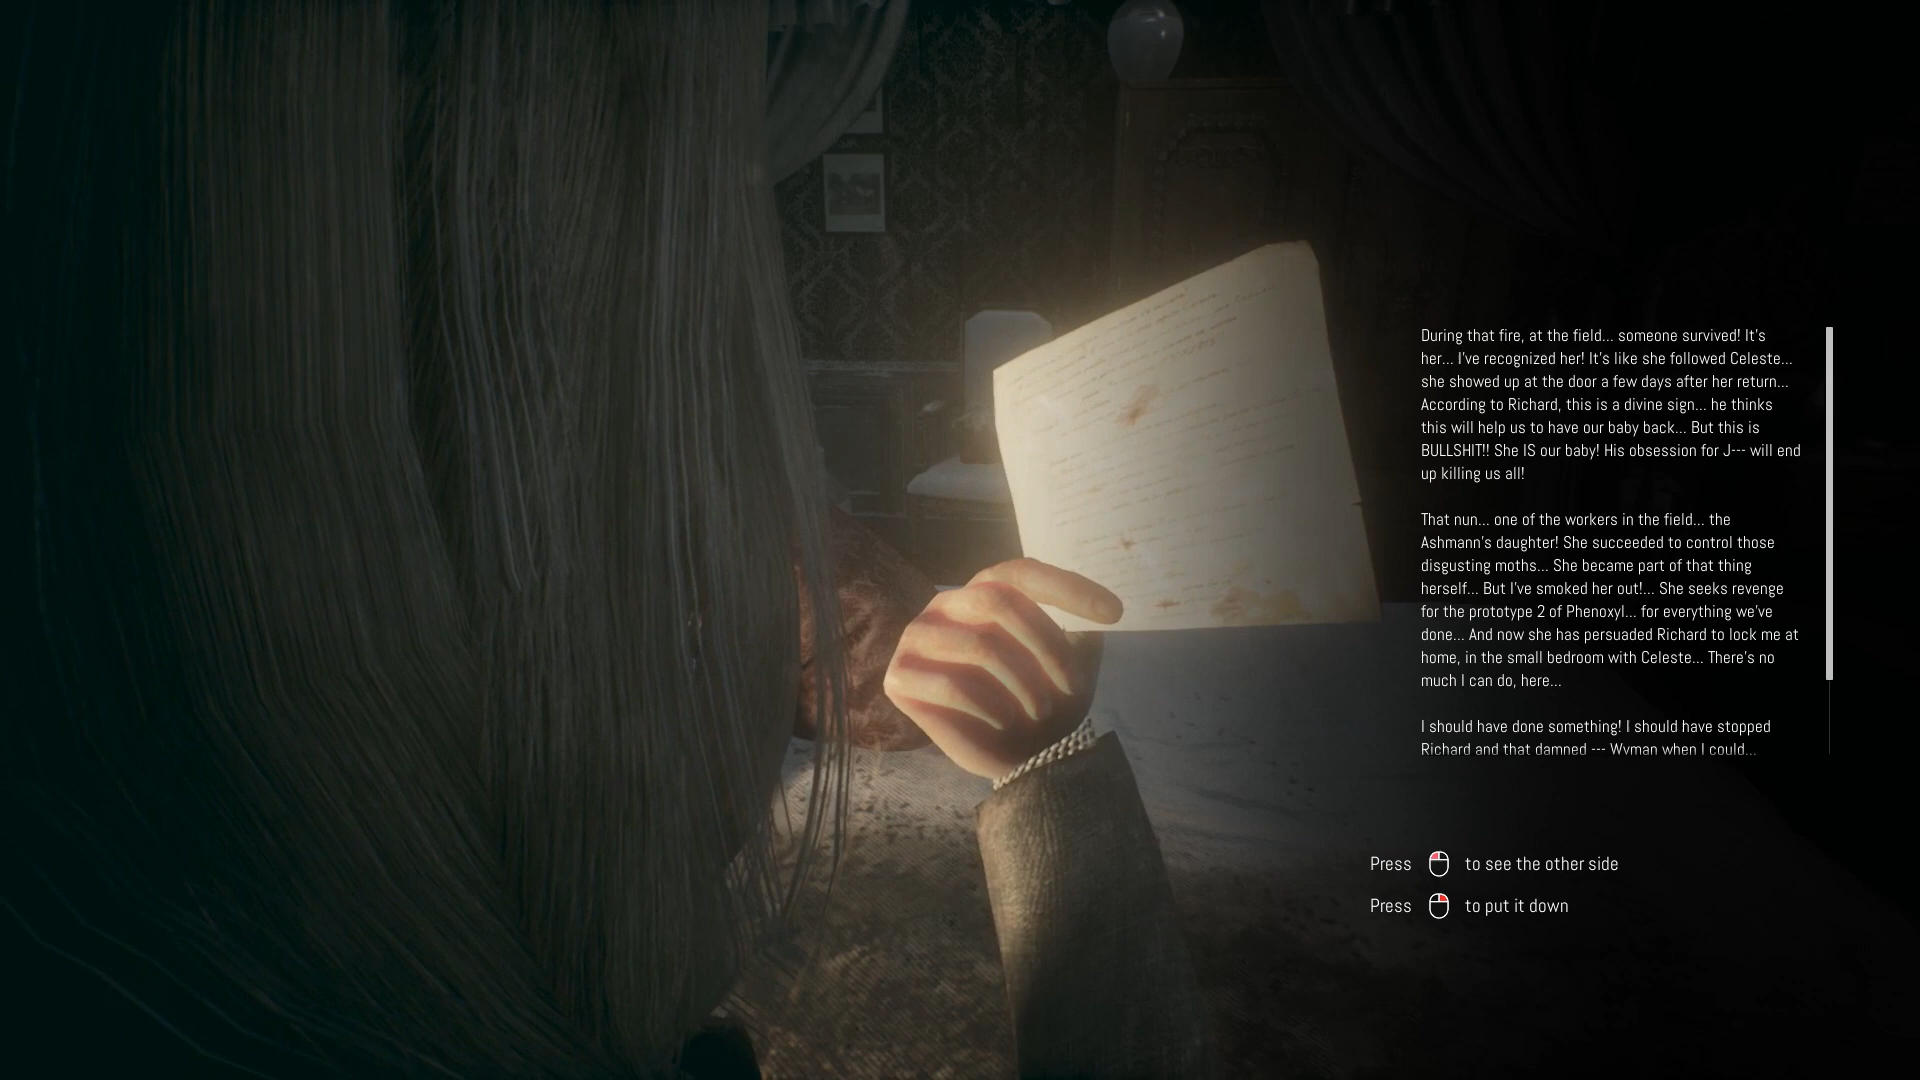 During that fire, at the field... someone survived! It's
her... I've recognized her! It's like she followed Celeste...
she showed up at the door a few days after her return...
According to Richard, this is a divine sign... he thinks
this will help us to have our baby back... But this is
BULLSHIT!! She IS our baby! His obsession for J--- will end
up killing us all!
That nun... one of the workers in the field... the
Ashmann's daughter! She succeeded to control those
disgusting moths... She became part of that thing
herself... But I've smoked her out!... She seeks revenge
for the prototype 2 of Phenoxyl... for everything we've
done... And now she has persuaded Richard to lock me at
home, in the small bedroom with Celeste... There's no
much I can do, here...
I should have done something! I should have stopped
Richard and that damned --- Wyman when I could...
Press to see the other side
Press to put it down